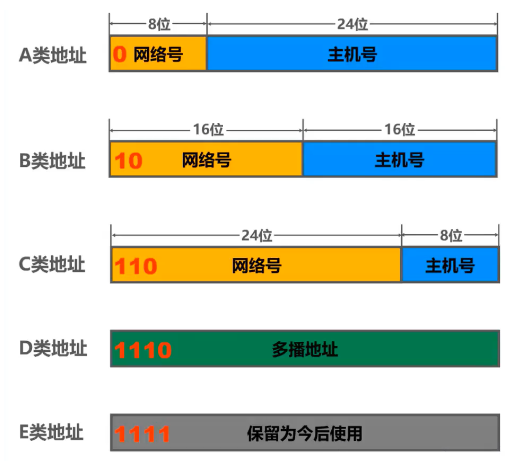 8位 24位
A类地址 0 网络号 主机号
16位 16位
B类地址 10 网络号 主机号
24位 8位
C类地址 110 网络号 主机号
D类地址 1110 多播地址
E类地址 1111 保留为今后使用